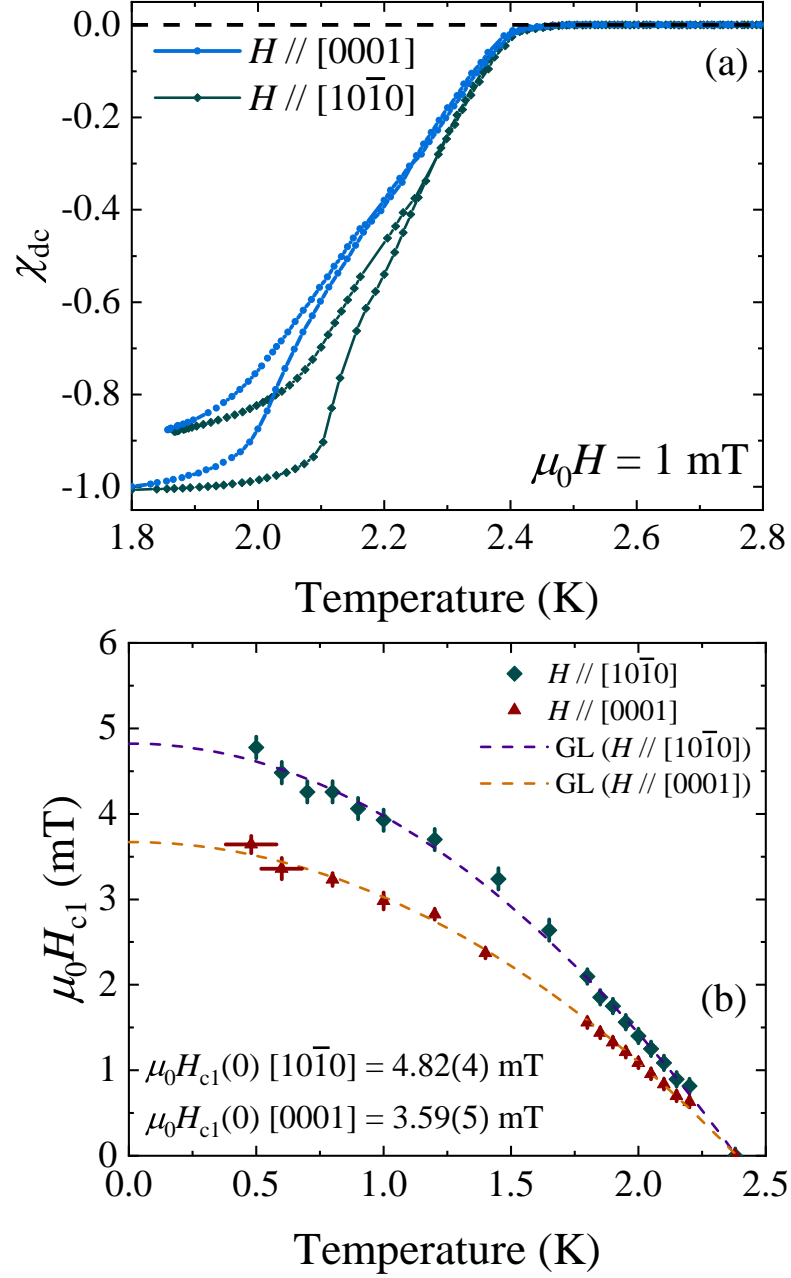 0.0
-0.2
-0.4
-0.6
-0.8
-1.0
χdc
H // [0001]
H // [101̅0]
(a)
μ0H = 1 mT
1.8 2.0 2.2 2.4 2.6 2.8
Temperature (K)
6
5
4
3
2
1
0
μ0Hc1 (mT)
H // [101̅0]
H // [0001]
GL (H // [101̅0])
GL (H // [0001])
(b)
μ0Hc1(0) [101̅0] = 4.82(4) mT
μ0Hc1(0) [0001] = 3.59(5) mT
0.0 0.5 1.0 1.5 2.0 2.5
Temperature (K)